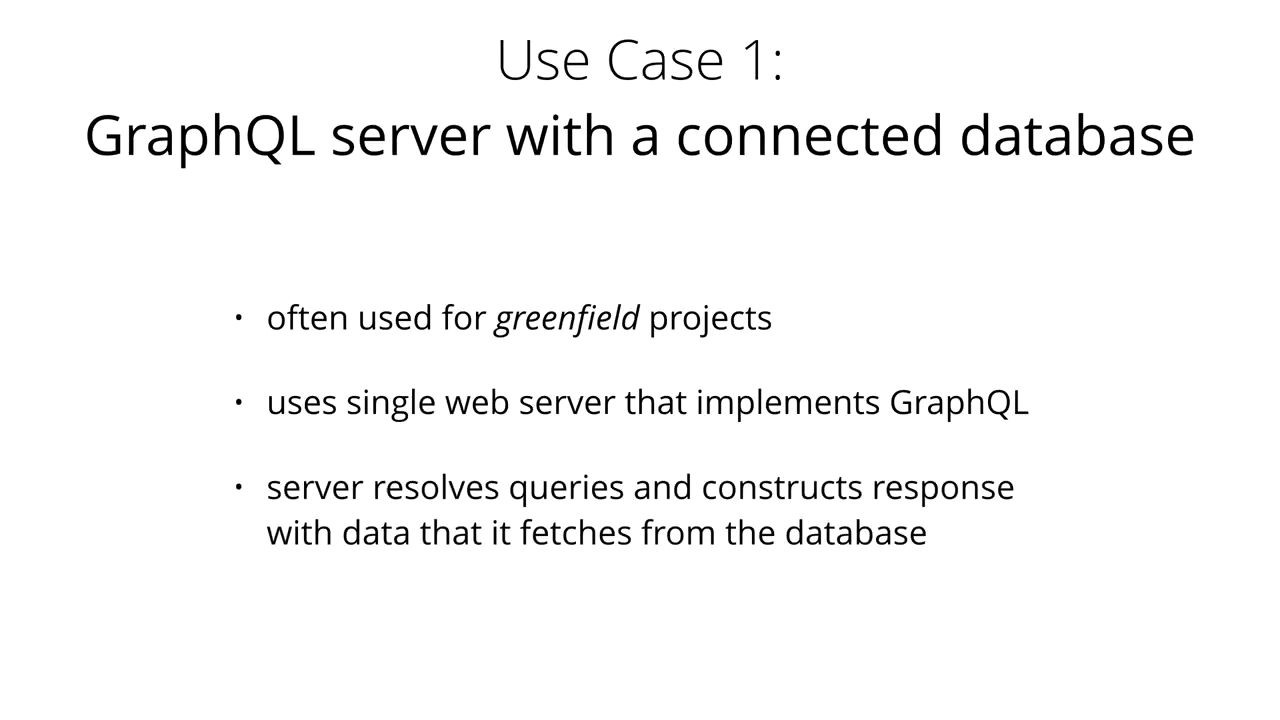 Use Case 1:
GraphQL server with a connected database
• often used for greenfield projects
• uses single web server that implements GraphQL
• server resolves queries and constructs response
with data that it fetches from the database